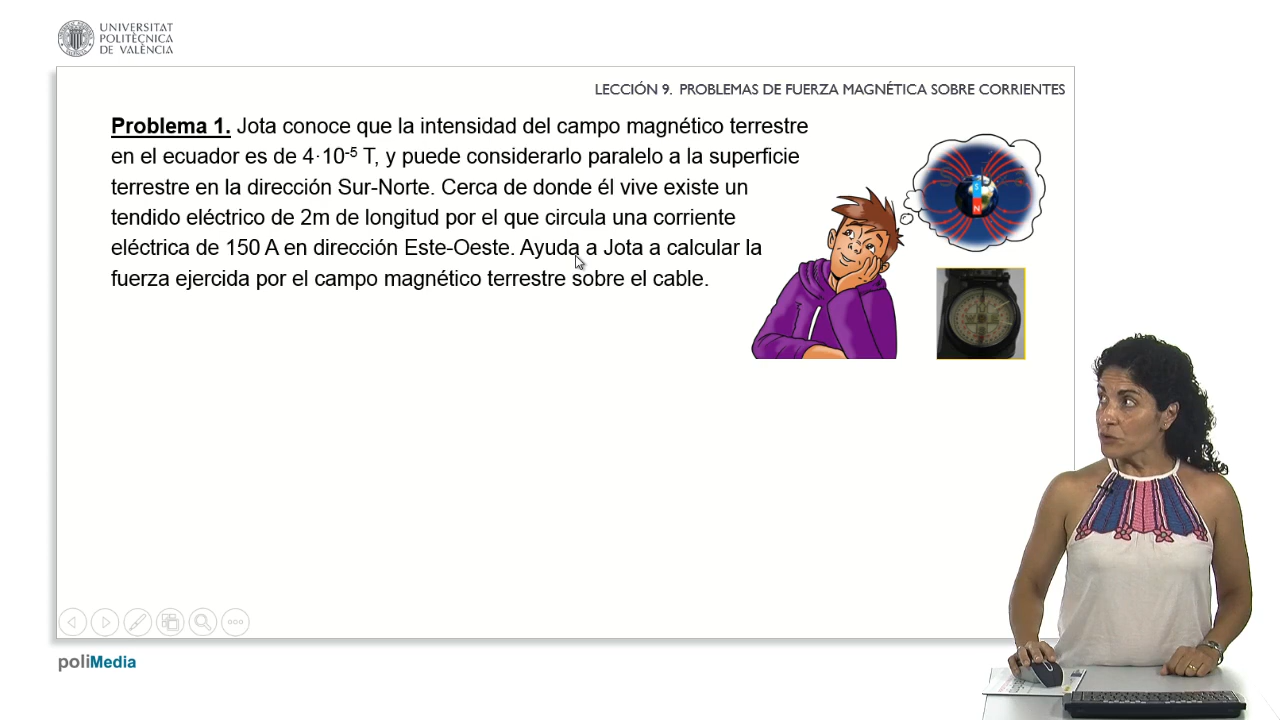 UNIVERSITAT
POLITÈCNICA
DE VALÈNCIA
LECCIÓN 9. PROBLEMAS DE FUERZA MAGNÉTICA SOBRE CORRIENTES
Problema 1. Jota conoce que la intensidad del campo magnético terrestre
en el ecuador es de 4·10-5 T, y puede considerarlo paralelo a la superficie
terrestre en la dirección Sur-Norte. Cerca de donde él vive existe un
tendido eléctrico de 2m de longitud por el que circula una corriente
eléctrica de 150 A en dirección Este-Oeste. Ayuda a Jota a calcular la
fuerza ejercida por el campo magnético terrestre sobre el cable.
S
N
poliMedia